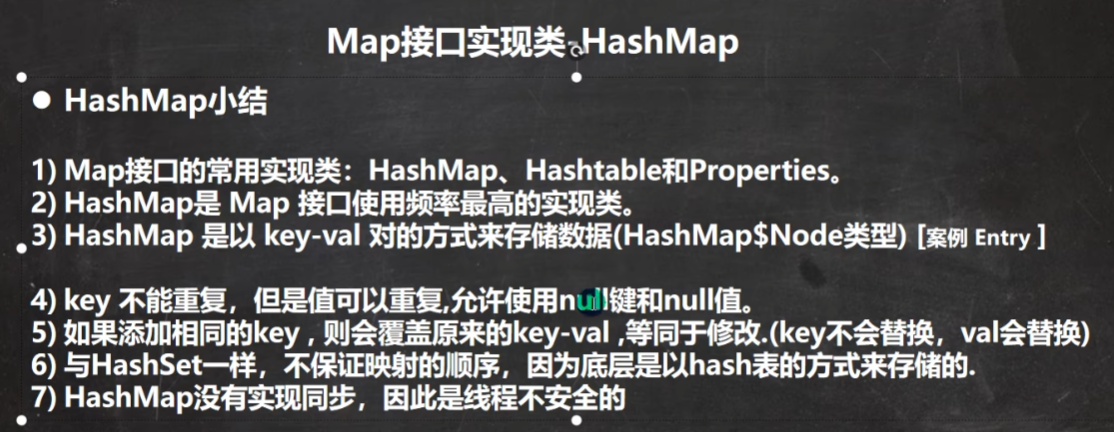 Map接口实现类-HashMap
● HashMap小结
1) Map接口的常用实现类：HashMap、Hashtable和Properties。
2) HashMap是 Map 接口使用频率最高的实现类。
3) HashMap 是以 key-val 对的方式来存储数据(HashMap$Node类型) [案例 Entry ]
4) key 不能重复，但是值可以重复,允许使用null键和null值。
5) 如果添加相同的key , 则会覆盖原来的key-val ,等同于修改.(key不会替换，val会替换)
6) 与HashSet一样，不保证映射的顺序，因为底层是以hash表的方式来存储的.
7) HashMap没有实现同步，因此是线程不安全的